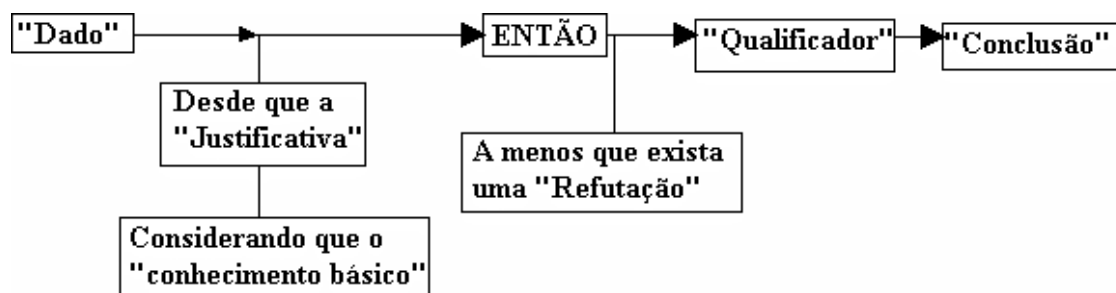 "Dado"
ENTÃO
"Qualificador"
"Conclusão"
Desde que a
"Justificativa"
A menos que exista
uma "Refutação"
Considerando que o
"conhecimento básico"